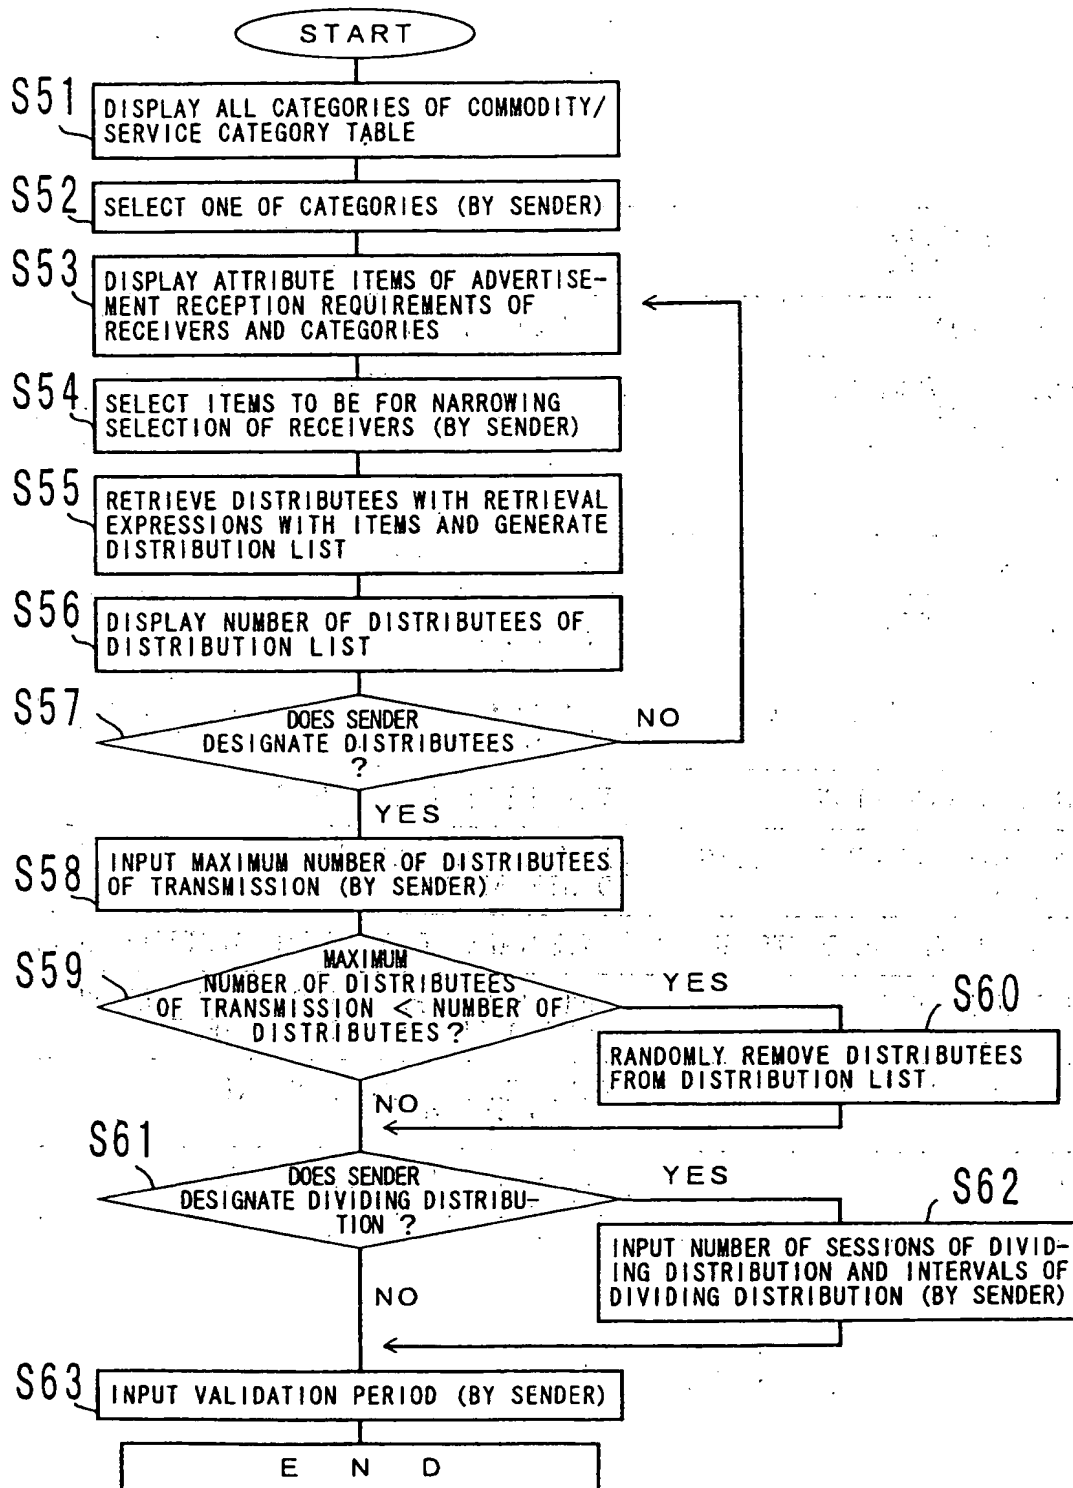 START
S51
DISPLAY ALL CATEGORIES OF COMMODITY/
SERVICE CATEGORY TABLE
S52
SELECT ONE OF CATEGORIES (BY SENDER)
S53
DISPLAY ATTRIBUTE ITEMS OF ADVERTISE-
MENT RECEPTION REQUIREMENTS OF
RECEIVERS AND CATEGORIES
S54
SELECT ITEMS TO BE FOR NARROWING
SELECTION OF RECEIVERS (BY SENDER)
S55
RETRIEVE DISTRIBUTEES WITH RETRIEVAL
EXPRESSIONS WITH ITEMS AND GENERATE
DISTRIBUTION LIST
S56
DISPLAY NUMBER OF DISTRIBUTEES OF
DISTRIBUTION LIST
S57
DOES SENDER
DESIGNATE DISTRIBUTEES
?
NO
YES
S58
INPUT MAXIMUM NUMBER OF DISTRIBUTEES
OF TRANSMISSION (BY SENDER)
S59
MAXIMUM
NUMBER OF DISTRIBUTEES
OF TRANSMISSION < NUMBER OF
DISTRIBUTEES?
YES
S60
RANDOMLY REMOVE DISTRIBUTEES
FROM DISTRIBUTION LIST
NO
S61
DOES SENDER
DESIGNATE DIVIDING DISTRIBU-
TION ?
YES
S62
INPUT NUMBER OF SESSIONS OF DIVID-
ING DISTRIBUTION AND INTERVALS OF
DIVIDING DISTRIBUTION (BY SENDER)
NO
S63
INPUT VALIDATION PERIOD (BY SENDER)
END